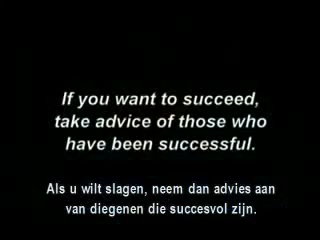 If you want to succeed,
take advice of those who
have been successful.
Als u wilt slagen, neem dan advies aan
van diegenen die succesvol zijn.